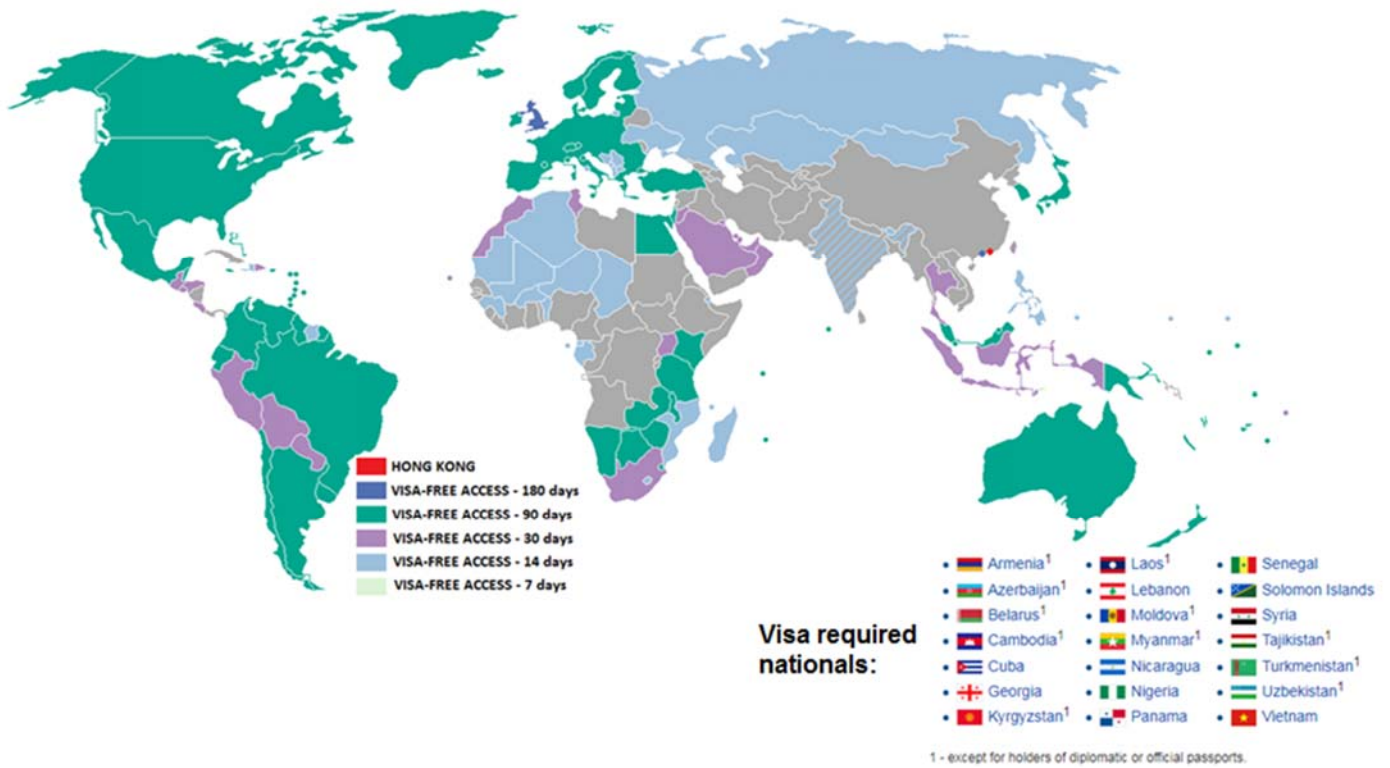 HONG KONG
VISA-FREE ACCESS - 180 days
VISA-FREE ACCESS - 90 days
VISA-FREE ACCESS - 30 days
VISA-FREE ACCESS - 14 days
VISA-FREE ACCESS - 7 days
Visa required
nationals:
• Armenia¹
• Azerbaijan¹
• Belarus¹
• Cambodia¹
• Cuba
• Georgia
• Kyrgyzstan¹
• Laos¹
• Lebanon
• Moldova¹
• Myanmar¹
• Nicaragua
• Nigeria
• Panama
• Senegal
• Solomon Islands
• Syria
• Tajikistan¹
• Turkmenistan¹
• Uzbekistan¹
• Vietnam
1 - except for holders of diplomatic or official passports.